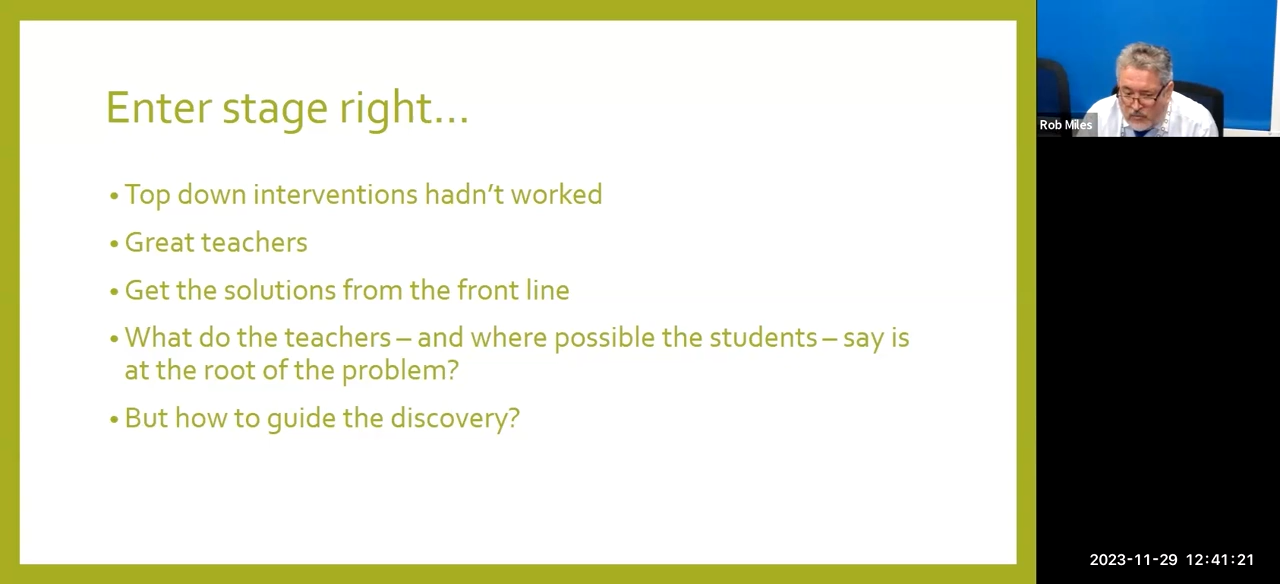 Enter stage right…
• Top down interventions hadn’t worked
• Great teachers
• Get the solutions from the front line
• What do the teachers – and where possible the students – say is
at the root of the problem?
• But how to guide the discovery?
Rob Miles
2023-11-29 12:41:21